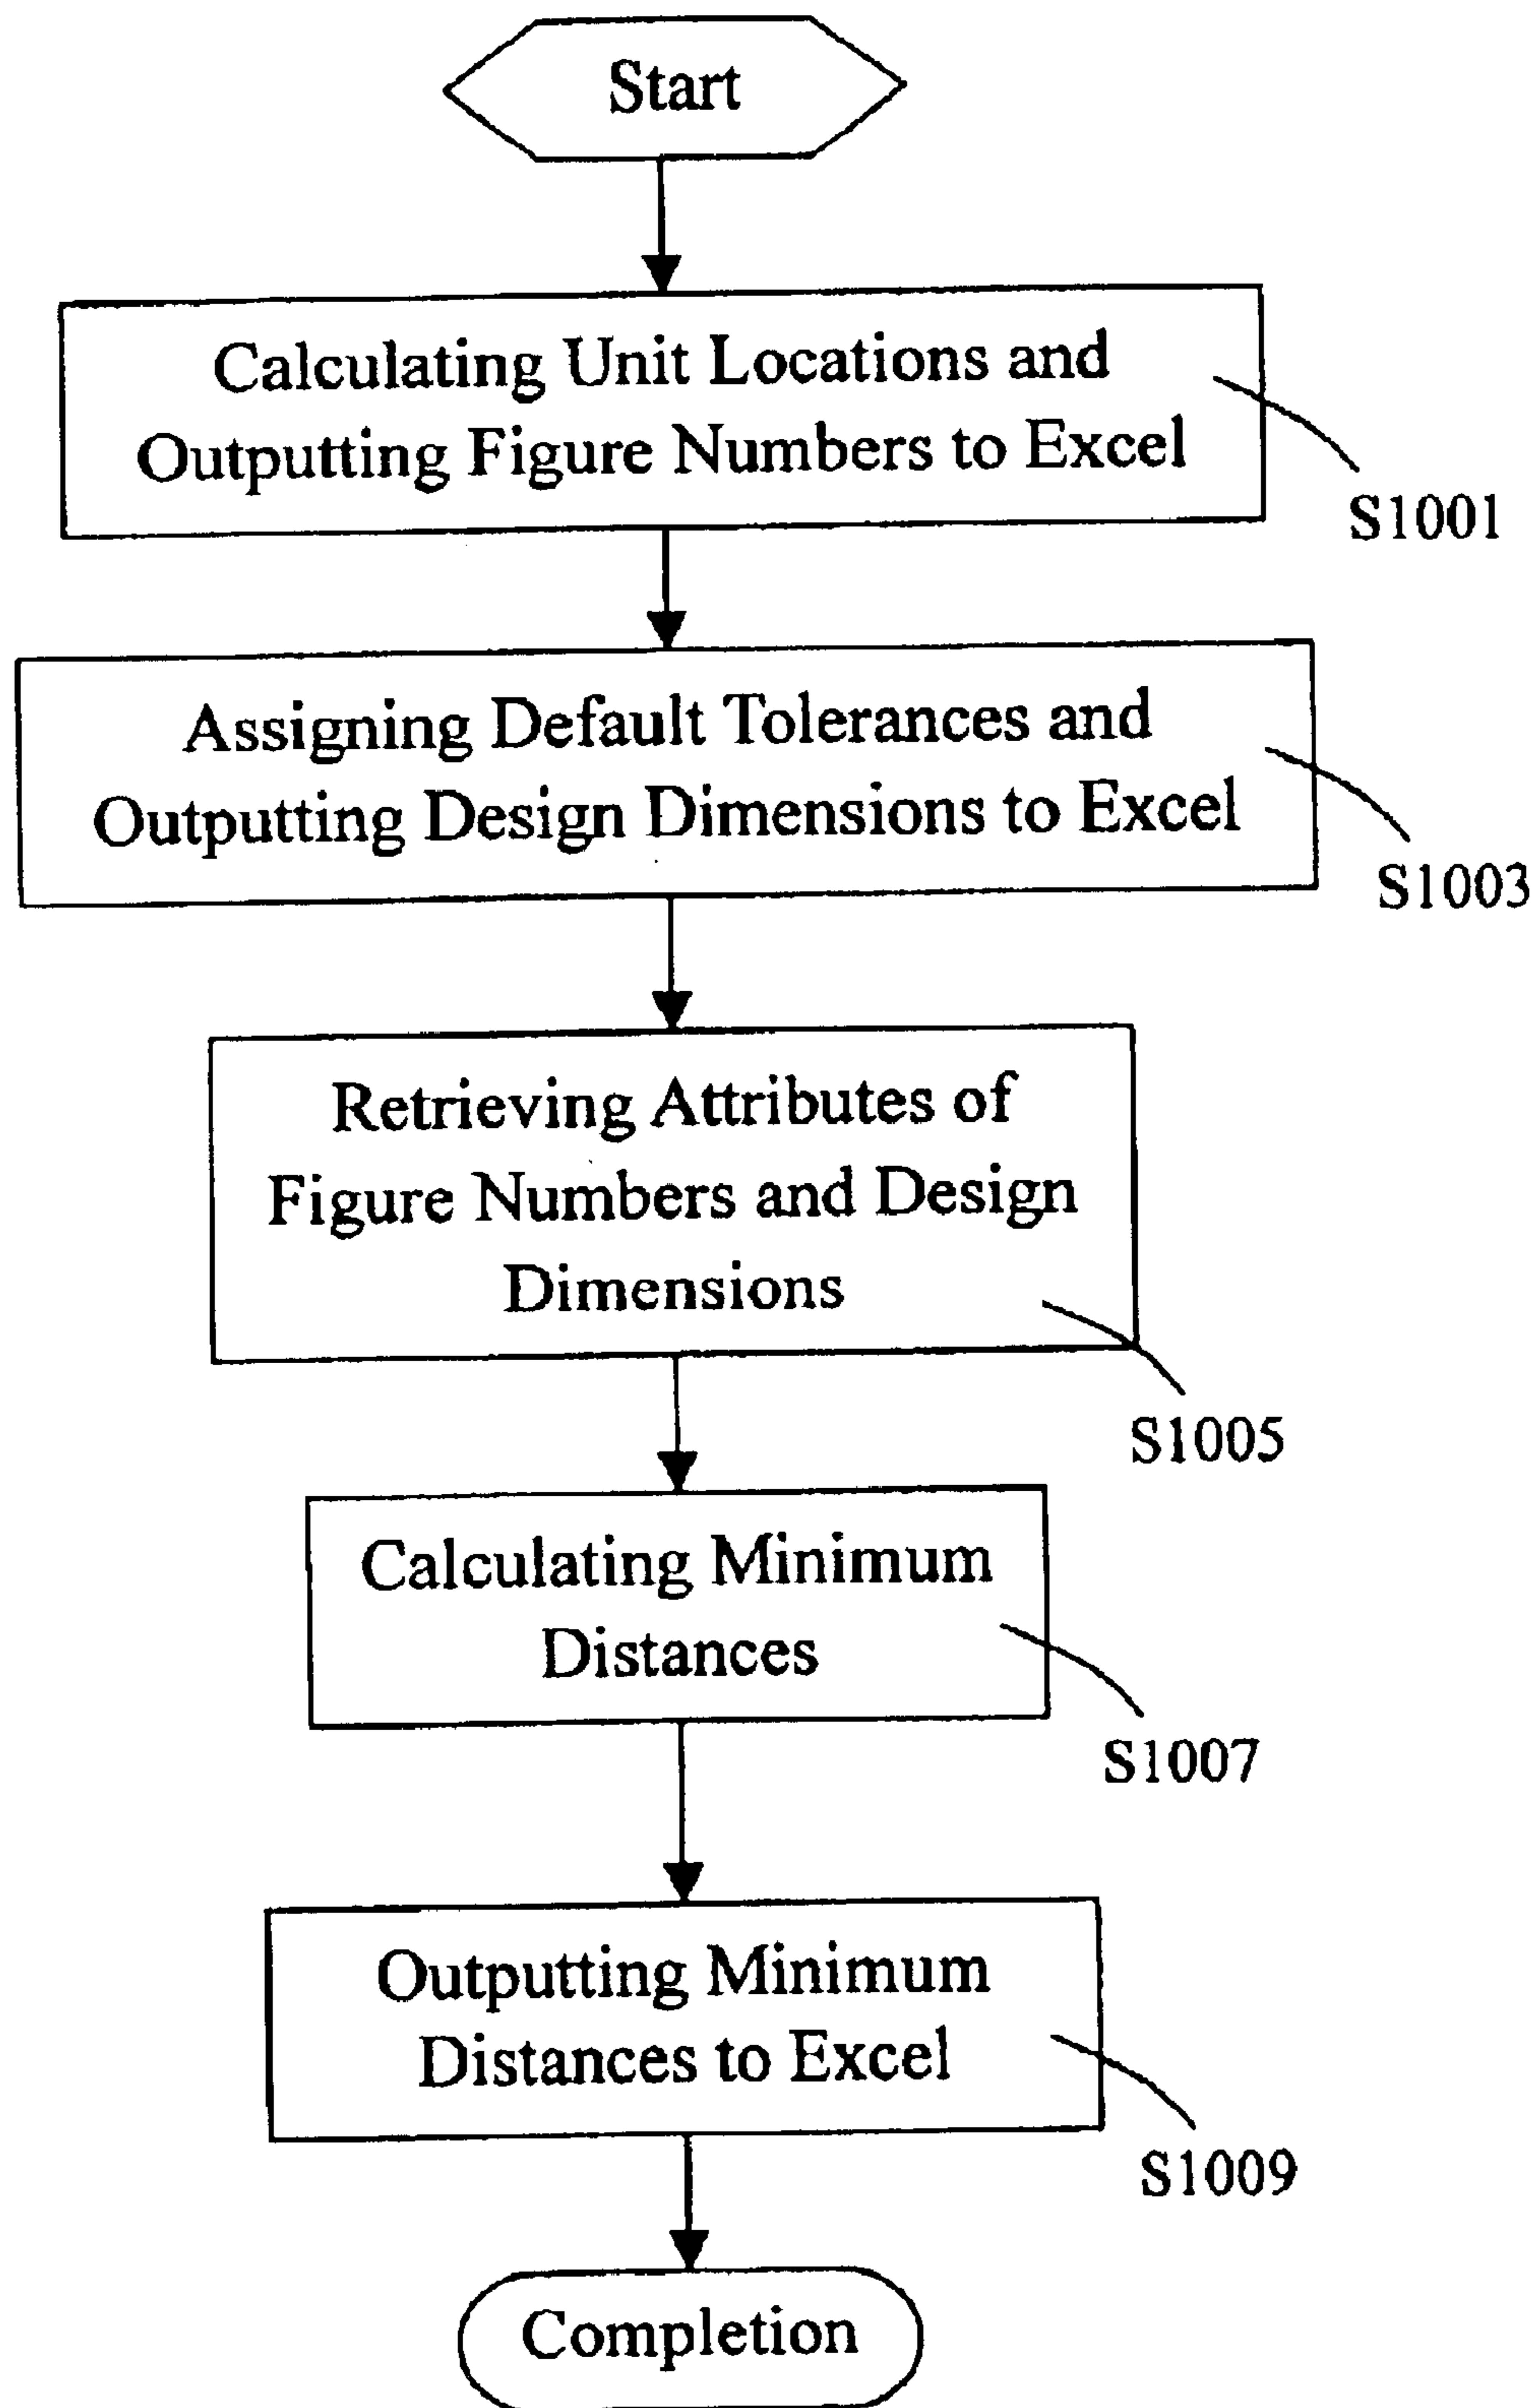 Start
Calculating Unit Locations and
Outputting Figure Numbers to Excel
S1001
Assigning Default Tolerances and
Outputting Design Dimensions to Excel
S1003
Retrieving Attributes of
Figure Numbers and Design
Dimensions
S1005
Calculating Minimum
Distances
S1007
Outputting Minimum
Distances to Excel
S1009
Completion